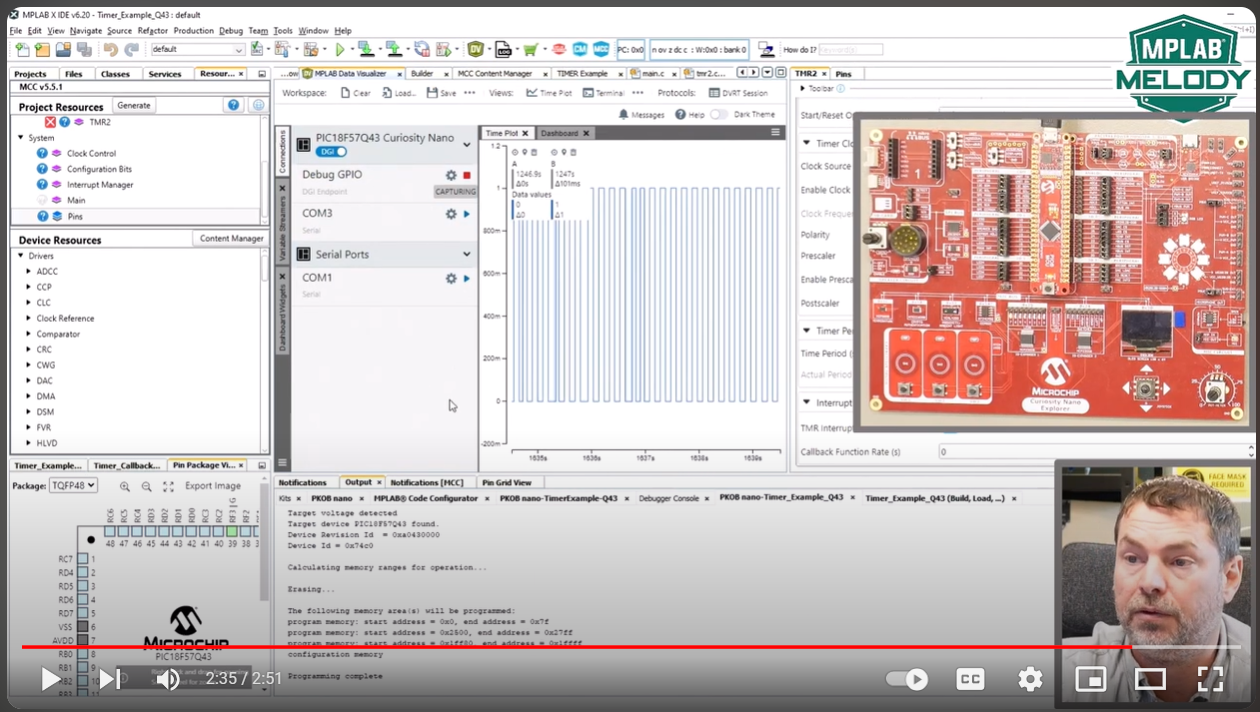 MPLAB X IDE v6.20 - Timer_Example_Q43 : default
File Edit View Navigate Source Refactor Production Debug Team Tools Window Help
default
PC: 0x0
n ov z dc c : W:0x0 : bank 0
How do I?
Keyword(s)
MPLAB
MELODY
Projects Files Classes Services Resour...
MCC v5.5.1
Project Resources Generate
TMR2
System
Clock Control
Configuration Bits
Interrupt Manager
Main
Pins
Device Resources Content Manager
Drivers
ADCC
CCP
CLC
Clock Reference
Comparator
CRC
CWG
DAC
DMA
DSM
FVR
HLVD
MPLAB Data Visualizer Builder MCC Content Manager TIMER Example main.c tmr2.c...
Workspace: Clear Load... Save Views: Time Plot Terminal Protocols: DVRT Session
Messages Help Dark Theme
Connections
Variable Streamers
Dashboard Widgets
PIC18F57Q43 Curiosity Nano
DGI
Debug GPIO
DGI Endpoint
CAPTURING
COM3
Serial
Serial Ports
COM1
Serial
Time Plot Dashboard
A B
1246.9s 1247s
Δ0s Δ101ms
Data values
0 1
Δ0 Δ1
1.2
1
800m
600m
400m
200m
0
-200m
1835s 1836s 1837s 1838s 1839s
TMR2 Pins
Toolbar
Start/Reset O
Timer Clo
Clock Source
Enable Clock
Clock Freque
Polarity
Prescaler
Enable Presca
Postscaler
Timer Pe
Time Period (
Actual Period
Interrupt
TMR Interrup
Callback Function Rate (s) 0
1
MICROCHIP
Curiosity Nano
Explorer
Timer_Example... Timer_Callback... Pin Package Vi...
Package: TQFP48 Export Image
RC6 RC5 RC4 RD3 RD2 RD1 RD0 RC3 RC2 RF3 RF2
48 47 46 45 44 43 42 41 40 39 38
RC7 1
RD4 2
RD5 3
RD6 4
RD7 5
VSS 6
AVDD 7
RB0 8
RB1 9
RB2
MICROCHIP
PIC18F57Q43
Notifications Output Notifications [MCC] Pin Grid View
Kits PKOB nano MPLAB® Code Configurator PKOB nano-TimerExample-Q43 Debugger Console PKOB nano-Timer_Example_Q43 Timer_Example_Q43 (Build, Load, ...)
Target voltage detected
Target device PIC18F57Q43 found.
Device Revision Id = 0xa0430000
Device Id = 0x74c0
Calculating memory ranges for operation...
Erasing...
The following memory area(s) will be programmed:
program memory: start address = 0x0, end address = 0x7f
program memory: start address = 0x2500, end address = 0x27ff
program memory: start address = 0x1ff80, end address = 0x1ffff
configuration memory
Programming complete
FACE MASK
REQUIRED
2:35 / 2:51
CC